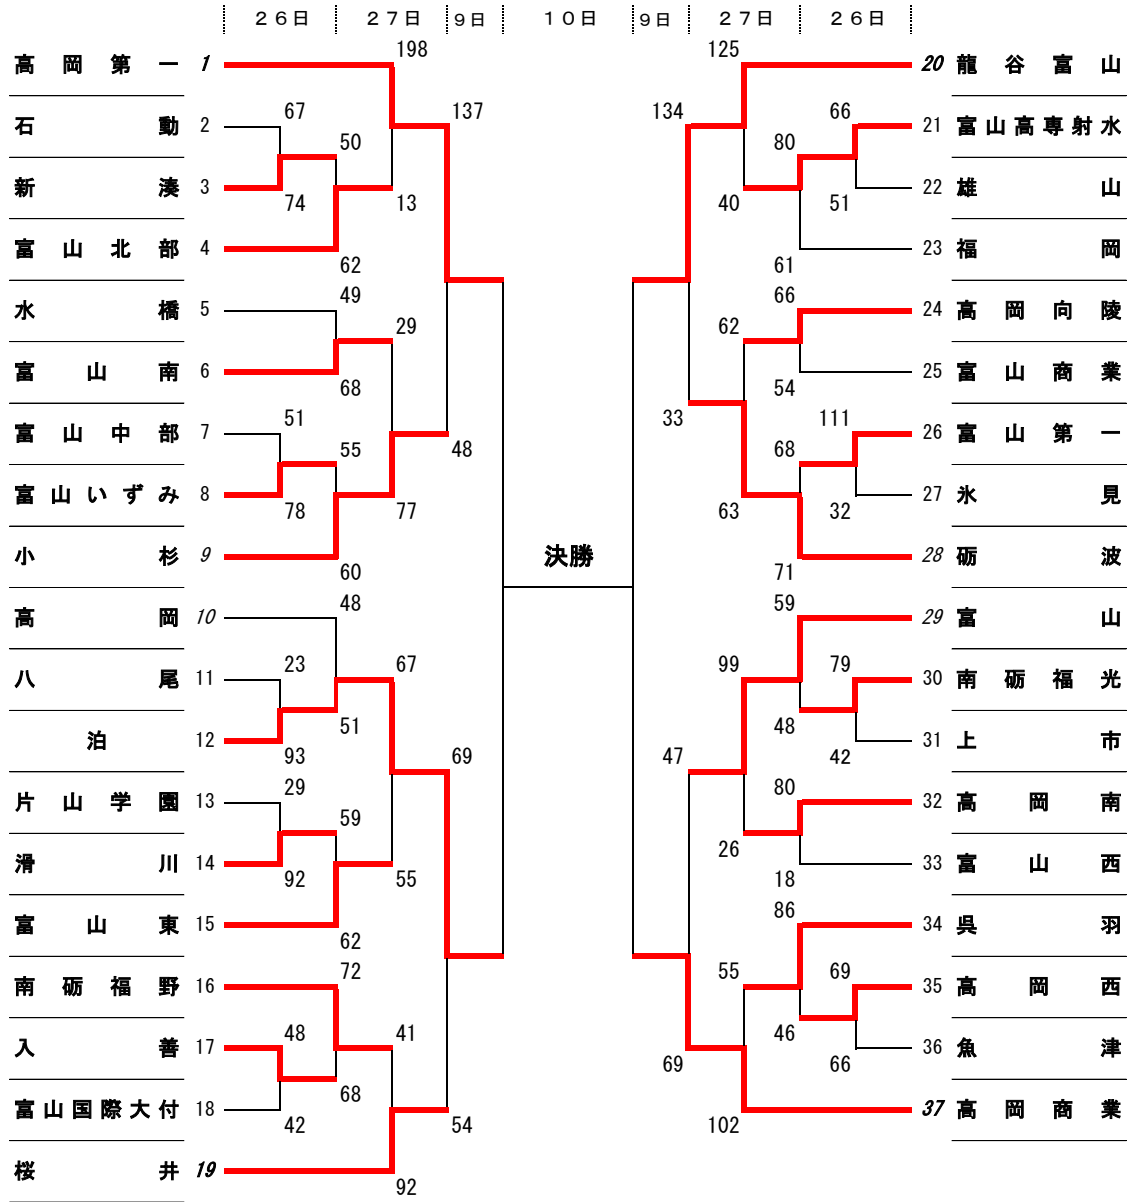 26日 27日 9日 10日 9日 27日 26日
198 125
高岡第一 1 20 龍谷富山
67 137 134 66
石動 2 21 富山高専射水
50 80
新湊 3 22 雄山
74 13 40 51
富山北部 4 23 福岡
62 61
49 66
水橋 5 24 高岡向陵
29 62
富山南 6 25 富山商業
68 54
51 33 111
富山中部 7 26 富山第一
55 48 68
富山いずみ 8 27 氷見
78 77 63 32
小杉 9 決勝 28 砺波
60 71
48 59
高岡 10 29 富山
23 67 99 79
八尾 11 30 南砺福光
51 48
泊 12 31 上市
93 69 47 42
29 80
片山学園 13 32 高岡南
59 26
滑川 14 33 富山西
92 55 18
86
富山東 15 34 呉羽
62
72 55 69
南砺福野 16 35 高岡西
48 41 46
入善 17 36 魚津
69 66
68
富山国際大付 18 37 高岡商業
42 54 102
桜井 19
92